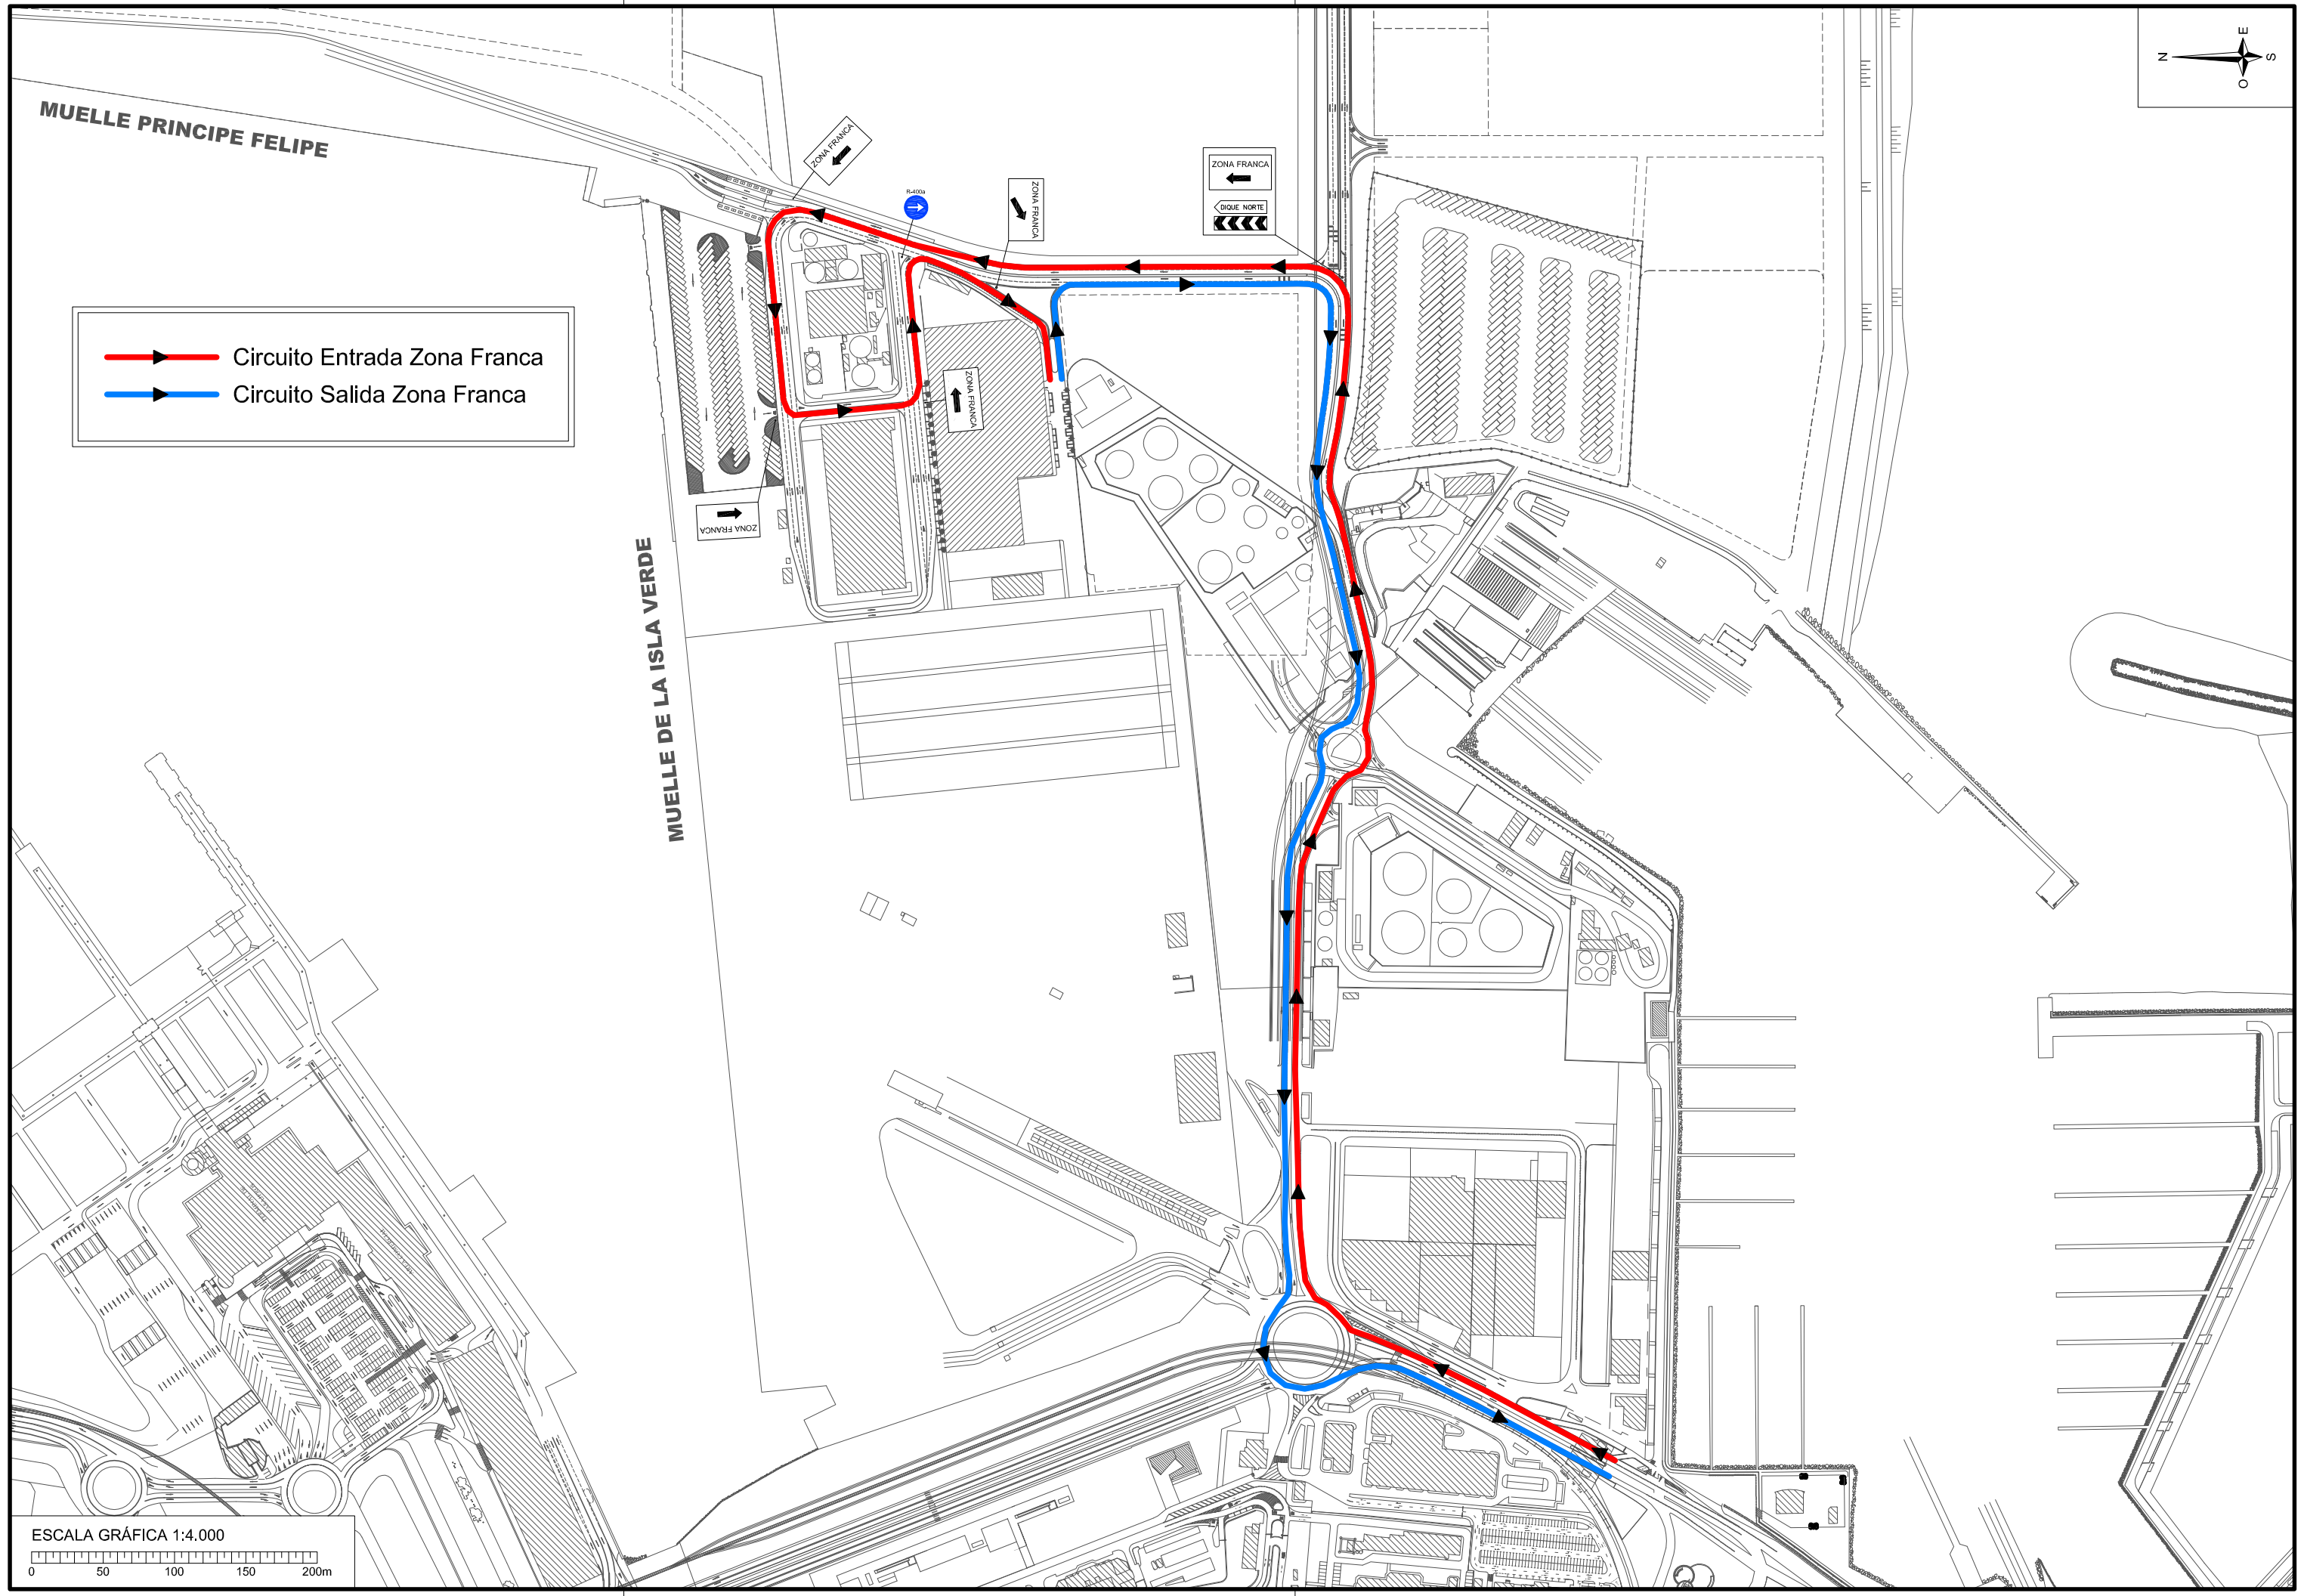 MUELLE PRINCIPE FELIPE
ZONA FRANCA
R-400a
ZONA FRANCA
ZONA FRANCA
DIQUE NORTE
N
E
S
O
Circuito Entrada Zona Franca
Circuito Salida Zona Franca
ZONA FRANCA
ZONA FRANCA
MUELLE DE LA ISLA VERDE
ESCALA GRÁFICA 1:4.000
0 50 100 150 200m